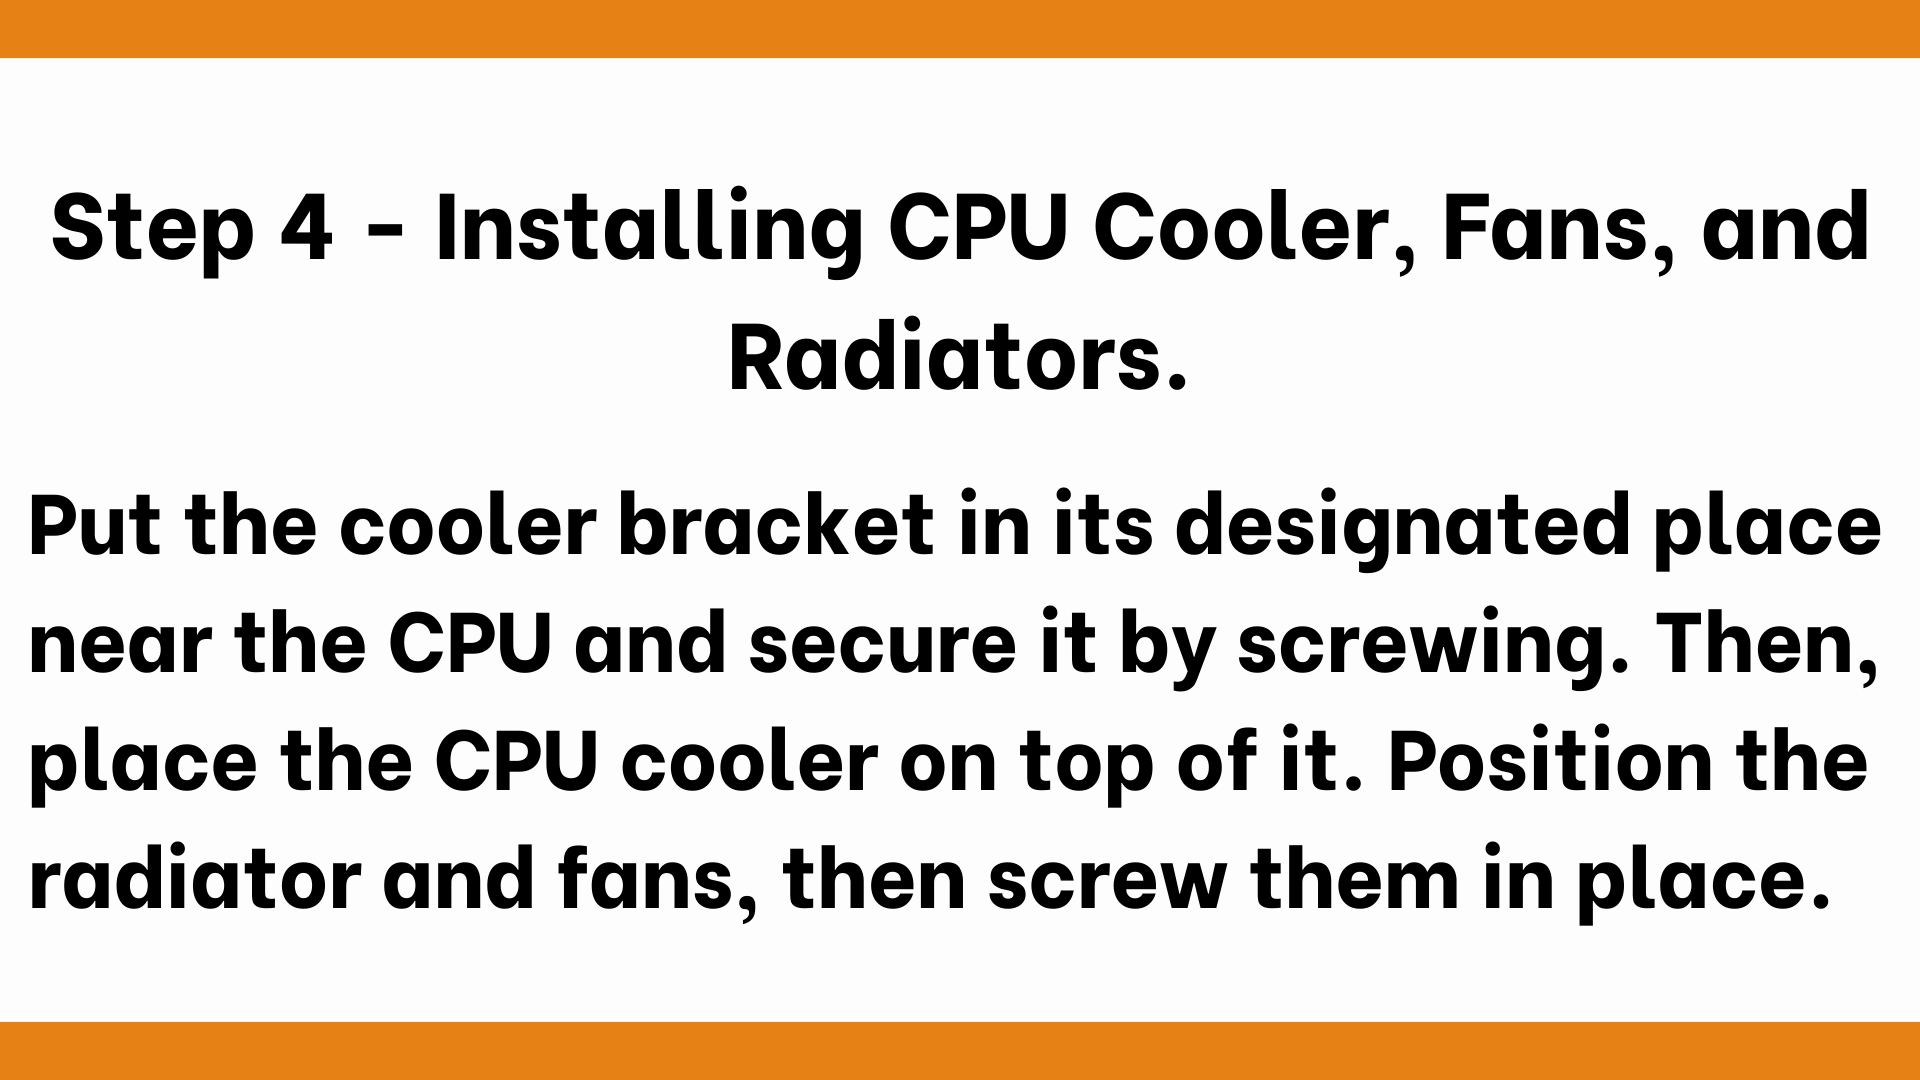 Step 4 - Installing CPU Cooler, Fans, and
Radiators.
Put the cooler bracket in its designated place
near the CPU and secure it by screwing. Then,
place the CPU cooler on top of it. Position the
radiator and fans, then screw them in place.